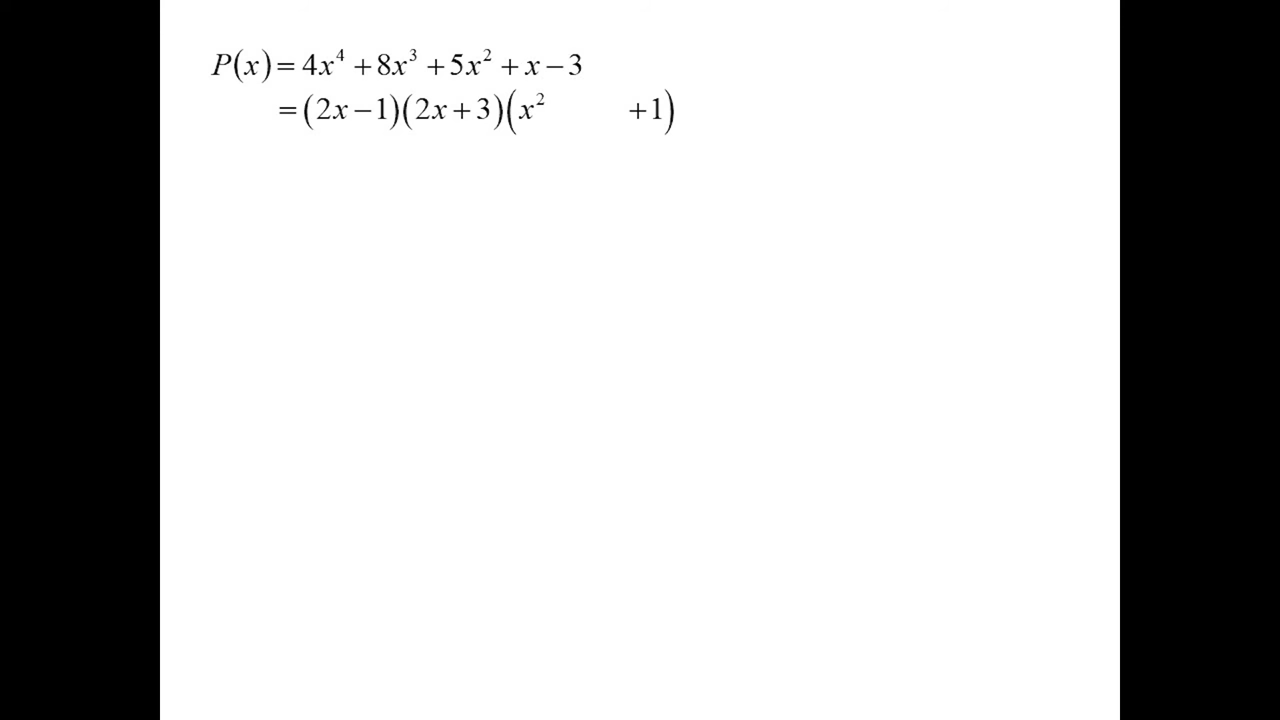 P(x) = 4x⁴ + 8x³ + 5x² + x − 3
= (2x − 1)(2x + 3)(x² + 1)